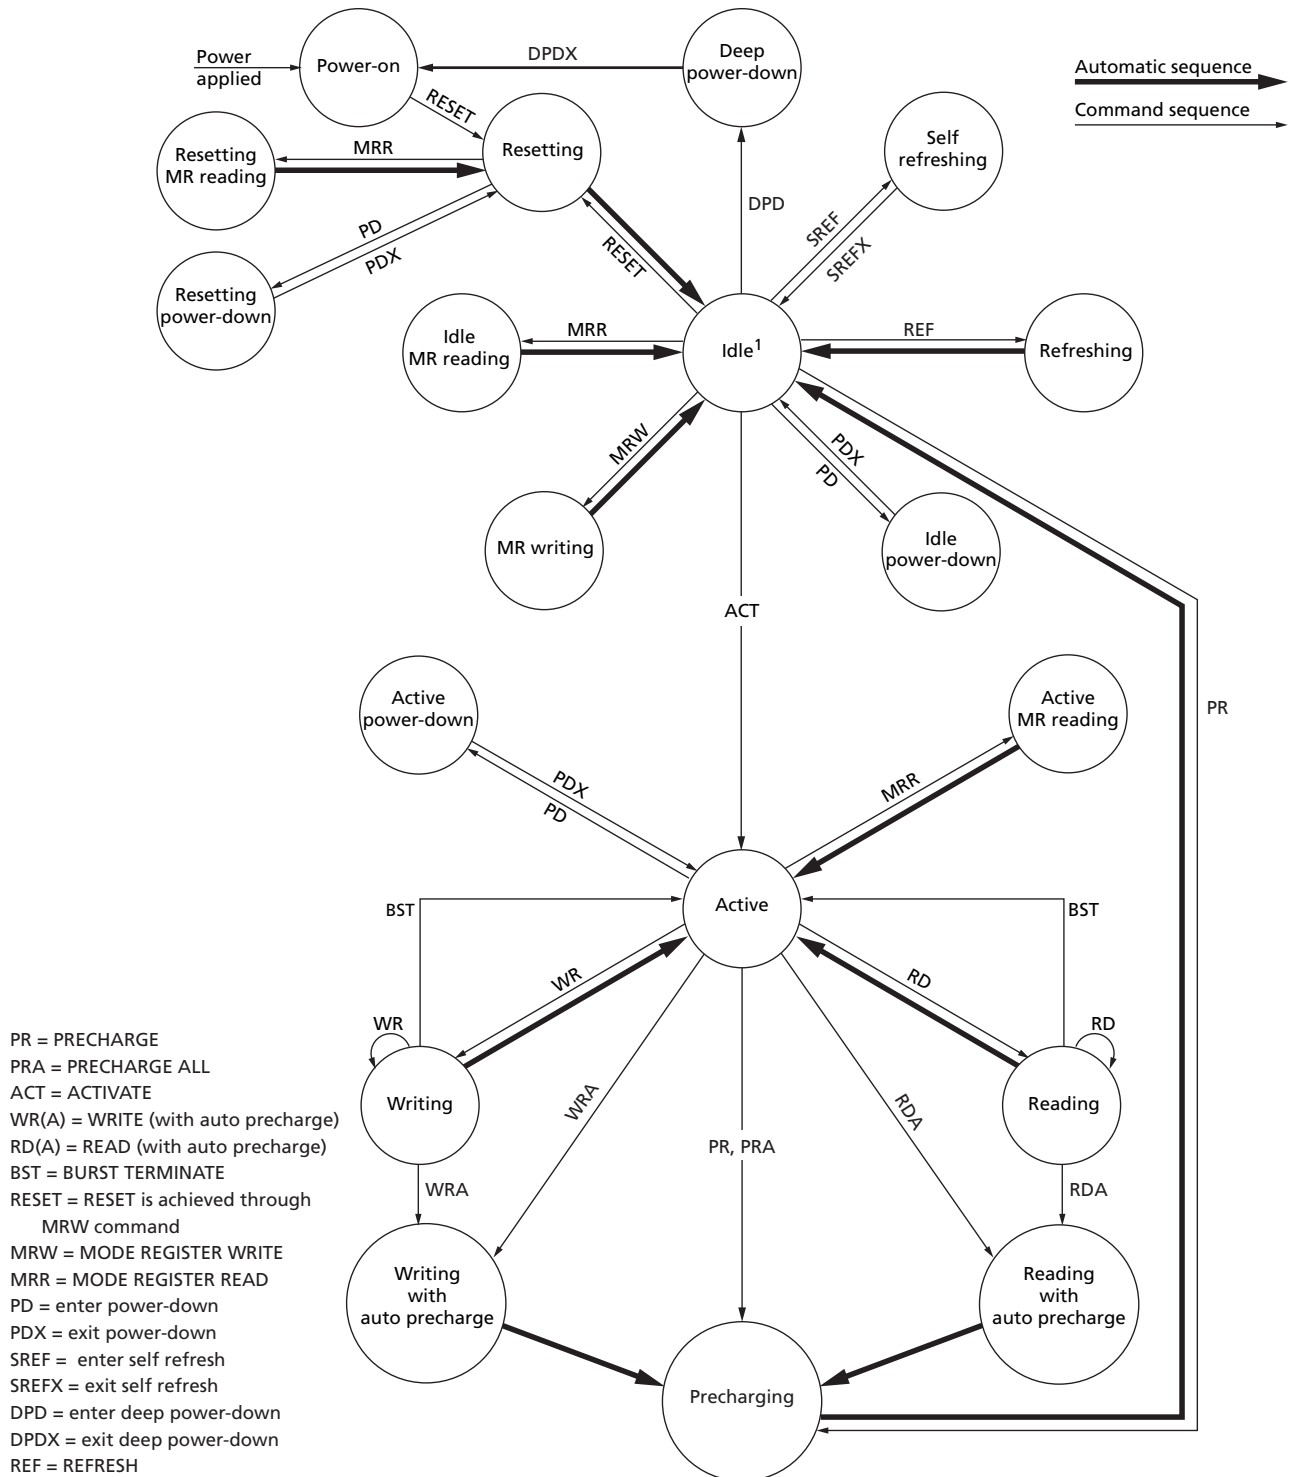 Power
applied
Power-on
DPDX
Deep
power-down
Automatic sequence
Command sequence
RESET
Resetting
MR reading
MRR
Resetting
Self
refreshing
PD
PDX
RESET
DPD
SREF
SREFX
Resetting
power-down
Idle
MR reading
MRR
Idle1
REF
Refreshing
MRW
PDX
PD
MR writing
Idle
power-down
ACT
Active
power-down
Active
MR reading
PR
PDX
PD
MRR
BST
Active
BST
WR
RD
WR
RD
Writing
WRA
PR, PRA
RDA
Reading
WRA
RDA
Writing
with
auto precharge
Reading
with
auto precharge
Precharging
PR = PRECHARGE
PRA = PRECHARGE ALL
ACT = ACTIVATE
WR(A) = WRITE (with auto precharge)
RD(A) = READ (with auto precharge)
BST = BURST TERMINATE
RESET = RESET is achieved through
MRW command
MRW = MODE REGISTER WRITE
MRR = MODE REGISTER READ
PD = enter power-down
PDX = exit power-down
SREF = enter self refresh
SREFX = exit self refresh
DPD = enter deep power-down
DPDX = exit deep power-down
REF = REFRESH